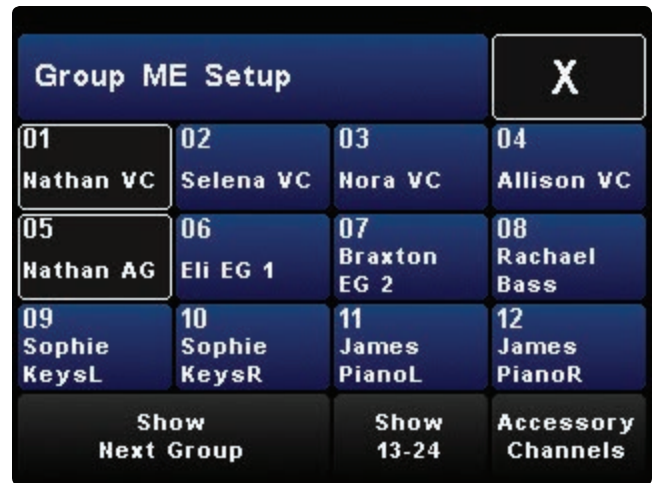 Group ME Setup X
01 02 03 04
Nathan VC Selena VC Nora VC Allison VC
05 06 07 08
Nathan AG Eli EG 1 Braxton EG 2 Rachael Bass
09 10 11 12
Sophie Sophie James James
KeysL KeysR PianoL PianoR
Show Show Accessory
Next Group 13-24 Channels